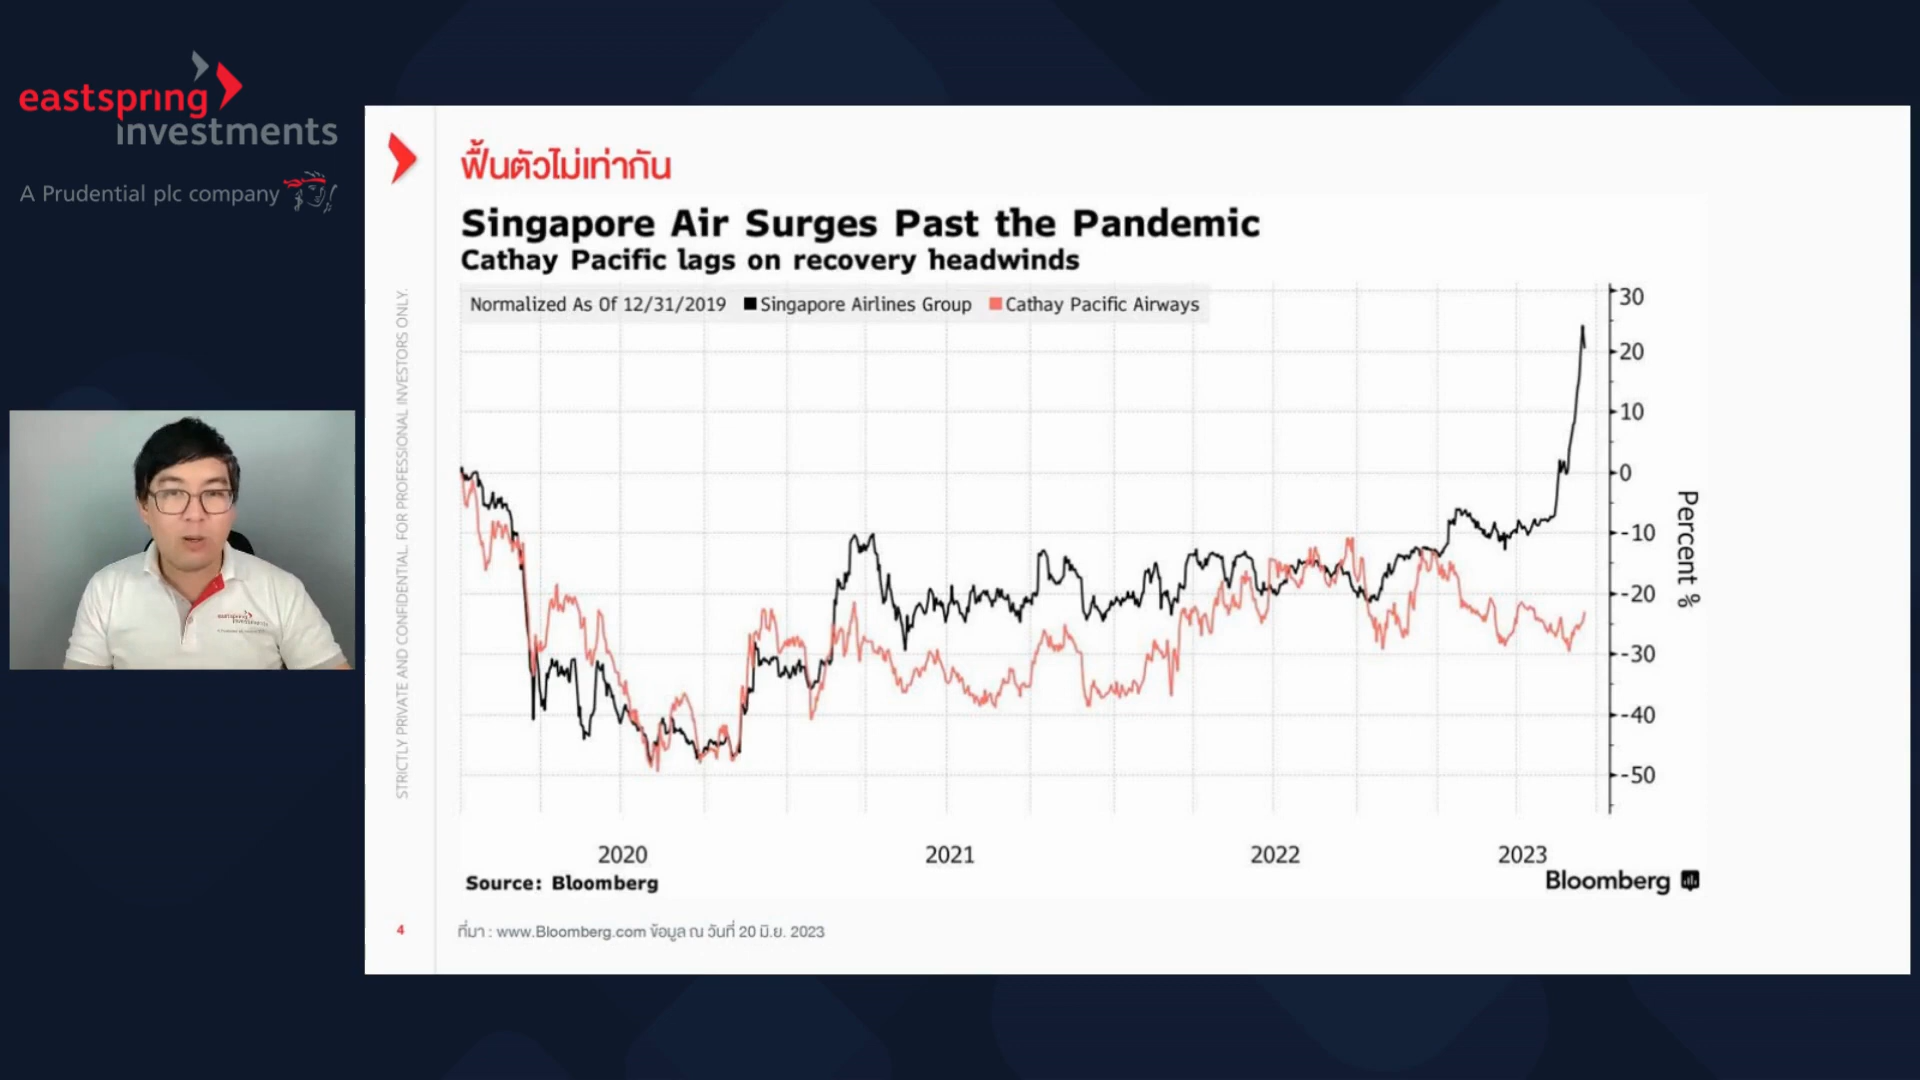 eastspring
investments
A Prudential plc company
ฟื้นตัวไม่เท่ากัน
Singapore Air Surges Past the Pandemic
Cathay Pacific lags on recovery headwinds
Normalized As Of 12/31/2019 Singapore Airlines Group Cathay Pacific Airways
30
20
10
0
-10
-20
-30
-40
-50
Percent %
2020 2021 2022 2023
Source: Bloomberg
Bloomberg
STRICTLY PRIVATE AND CONFIDENTIAL. FOR PROFESSIONAL INVESTORS ONLY.
4
ที่มา : www.Bloomberg.com ข้อมูล ณ วันที่ 20 มิ.ย. 2023
eastspring
investments